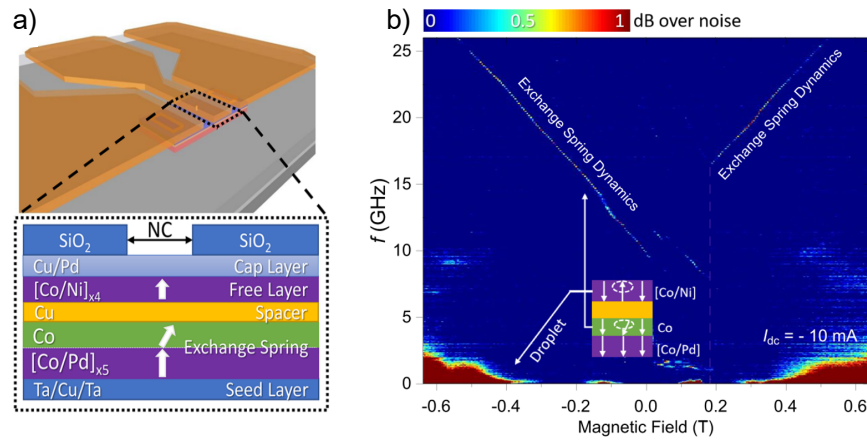 a)
NC
SiO2 SiO2
Cu/Pd Cap Layer
[Co/Ni]x4 Free Layer
Cu Spacer
Co
Exchange Spring
[Co/Pd]x5
Ta/Cu/Ta Seed Layer
b)
0 0.5 1 dB over noise
25
20
15
10
5
0
f (GHz)
Exchange Spring Dynamics
Exchange Spring Dynamics
Droplet
[Co/Ni]
Co
[Co/Pd]
Idc = - 10 mA
-0.6 -0.4 -0.2 0.0 0.2 0.4 0.6
Magnetic Field (T)